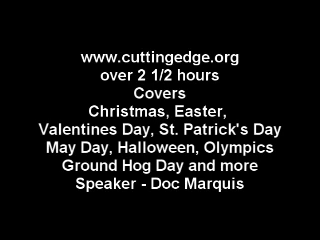 www.cuttingedge.org
over 2 1/2 hours
Covers
Christmas, Easter,
Valentines Day, St. Patrick's Day
May Day, Halloween, Olympics
Ground Hog Day and more
Speaker - Doc Marquis